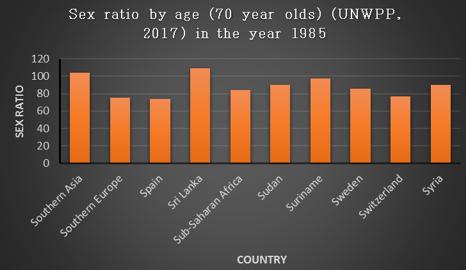 Sex ratio by age (70 year olds) (UNWPP,
2017) in the year 1985
SEX RATIO
120
100
80
60
40
20
0
Southern Asia
Southern Europe
Spain
Sri Lanka
Sub-Saharan Africa
Sudan
Suriname
Sweden
Switzerland
Syria
COUNTRY